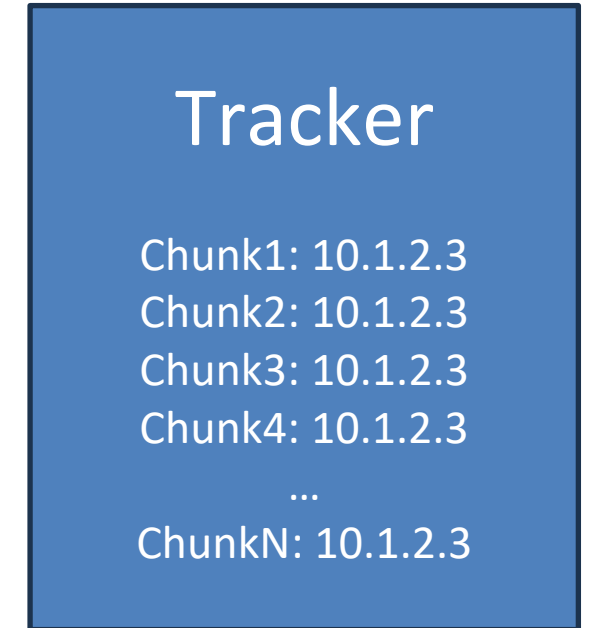 Tracker
Chunk1: 10.1.2.3
Chunk2: 10.1.2.3
Chunk3: 10.1.2.3
Chunk4: 10.1.2.3
…
ChunkN: 10.1.2.3